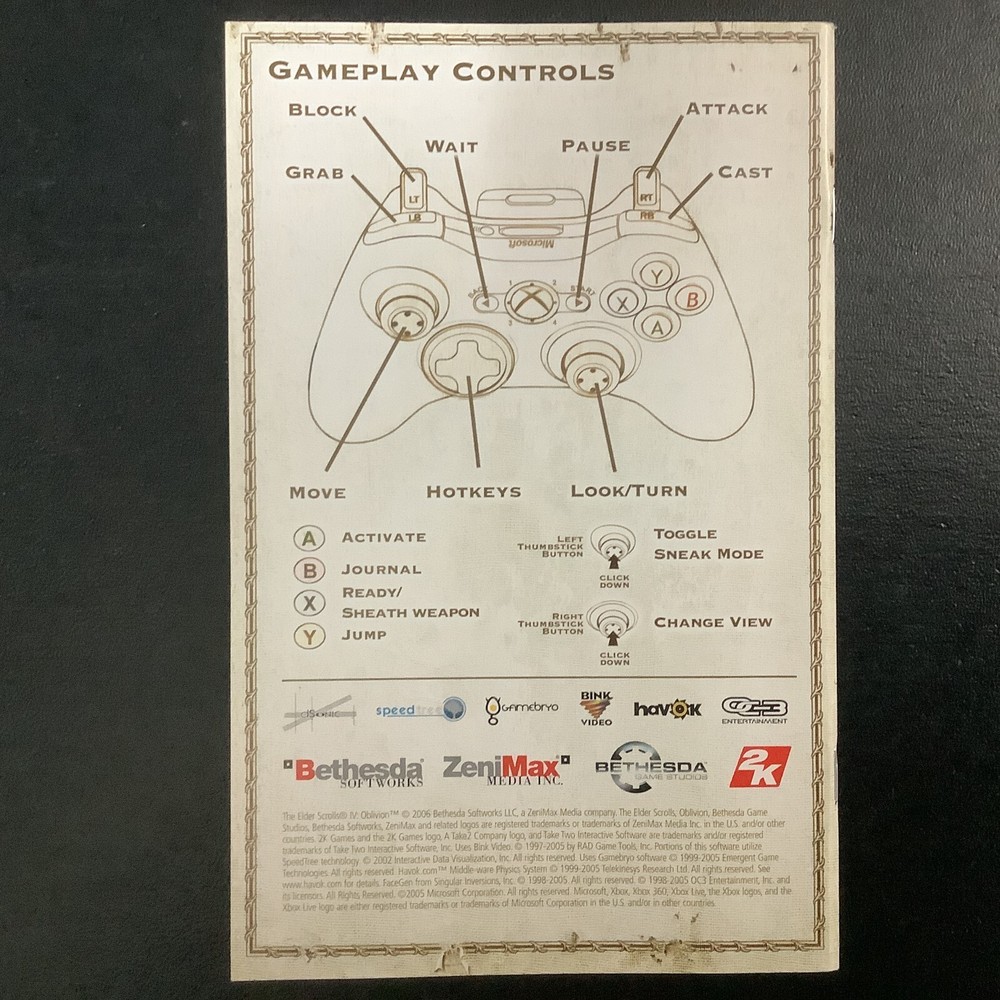 GAMEPLAY CONTROLS
BLOCK
ATTACK
WAIT
PAUSE
GRAB
CAST
LT
RT
LB
RB
Microsoft
BACK
START
1
2
3
4
Y
X
B
A
MOVE
HOTKEYS
LOOK/TURN
A ACTIVATE
B JOURNAL
X READY/
SHEATH WEAPON
Y JUMP
LEFT
THUMBSTICK
BUTTON
CLICK
DOWN
TOGGLE
SNEAK MODE
RIGHT
THUMBSTICK
BUTTON
CLICK
DOWN
CHANGE VIEW
speedtree
GAMEBRYO
BINK
VIDEO
havok
OC3
ENTERTAINMENT
Bethesda
SOFTWORKS
ZeniMax
MEDIA INC.
BETHESDA
GAME STUDIOS
2K
The Elder Scrolls® IV: Oblivion™ © 2006 Bethesda Softworks LLC, a ZeniMax Media company. The Elder Scrolls, Oblivion, Bethesda Game
Studios, Bethesda Softworks, ZeniMax and related logos are registered trademarks or trademarks of ZeniMax Media Inc. in the U.S. and/or other
countries. 2K Games and the 2K Games logo, A Take2 Company logo, and Take Two Interactive Software are trademarks and/or registered
trademarks of Take Two Interactive Software, Inc. Uses Bink Video. © 1997-2005 by RAD Game Tools, Inc. Portions of this software utilize
SpeedTree technology. © 2002 Interactive Data Visualization, Inc. All rights reserved. Uses Gamebryo software © 1999-2005 Emergent Game
Technologies. All rights reserved. Havok.com™ Middle-ware Physics System © 1999-2005 Telekinesys Research Ltd. All rights reserved. See
www.havok.com for details. FaceGen from Singular Inversions, Inc. © 1998-2005. All rights reserved. © 1998-2005 OC3 Entertainment, Inc. and
its licensors. All Rights Reserved. ©2005 Microsoft Corporation. All rights reserved. Microsoft, Xbox, Xbox 360, Xbox Live, the Xbox logos, and the
Xbox Live logo are either registered trademarks or trademarks of Microsoft Corporation in the U.S. and/or in other countries.